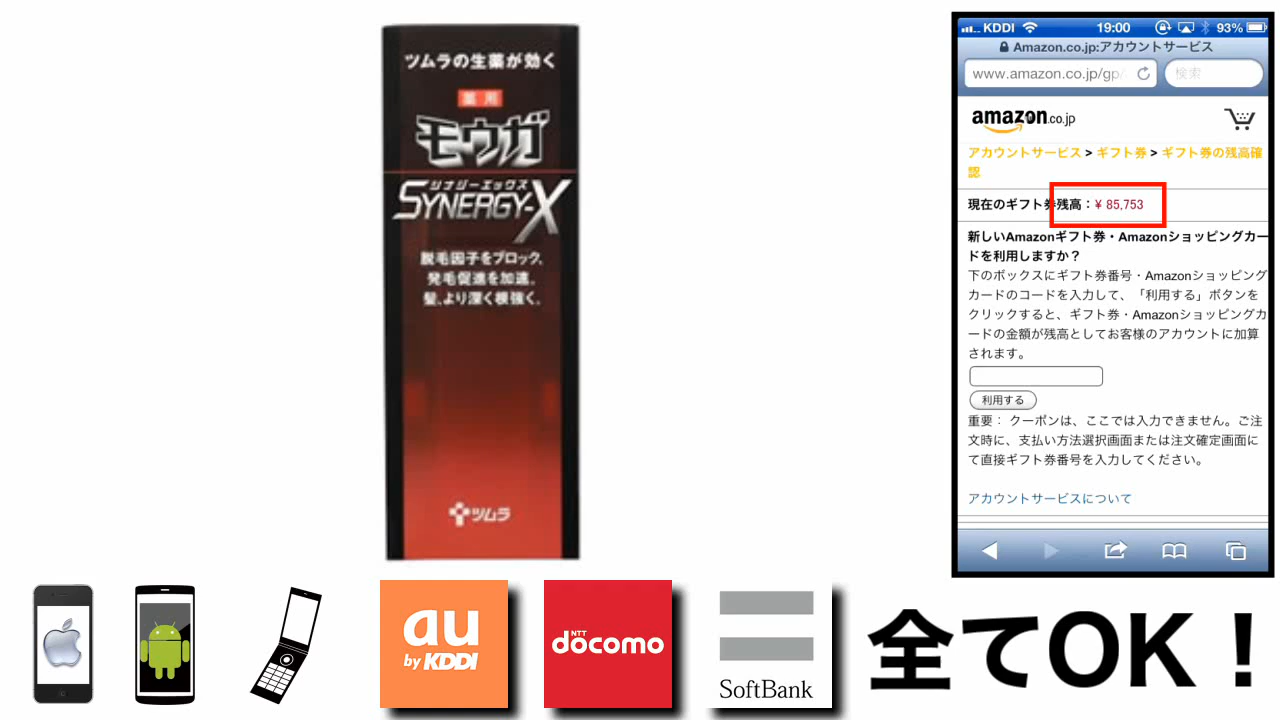 ツムラの生薬が効く
薬用
モウガ
シナジーエックス
SYNERGY-X
脱毛因子をブロック、
発毛促進を加速。
髪、より深く根強く。
ツムラ
KDDI 19:00 93%
Amazon.co.jp:アカウントサービス
www.amazon.co.jp/gp/ 検索
amazon.co.jp
アカウントサービス > ギフト券 > ギフト券の残高確
認
現在のギフト券残高：¥ 85,753
新しいAmazonギフト券・Amazonショッピングカー
ドを利用しますか？
下のボックスにギフト券番号・Amazonショッピング
カードのコードを入力して、「利用する」ボタンを
クリックすると、ギフト券・Amazonショッピングカ
ードの金額が残高としてお客様のアカウントに加算
されます。
利用する
重要： クーポンは、ここでは入力できません。ご注
文時に、支払い方法選択画面または注文確定画面に
て直接ギフト券番号を入力してください。
アカウントサービスについて
au
by KDDI
NTT
docomo
SoftBank
全てOK！